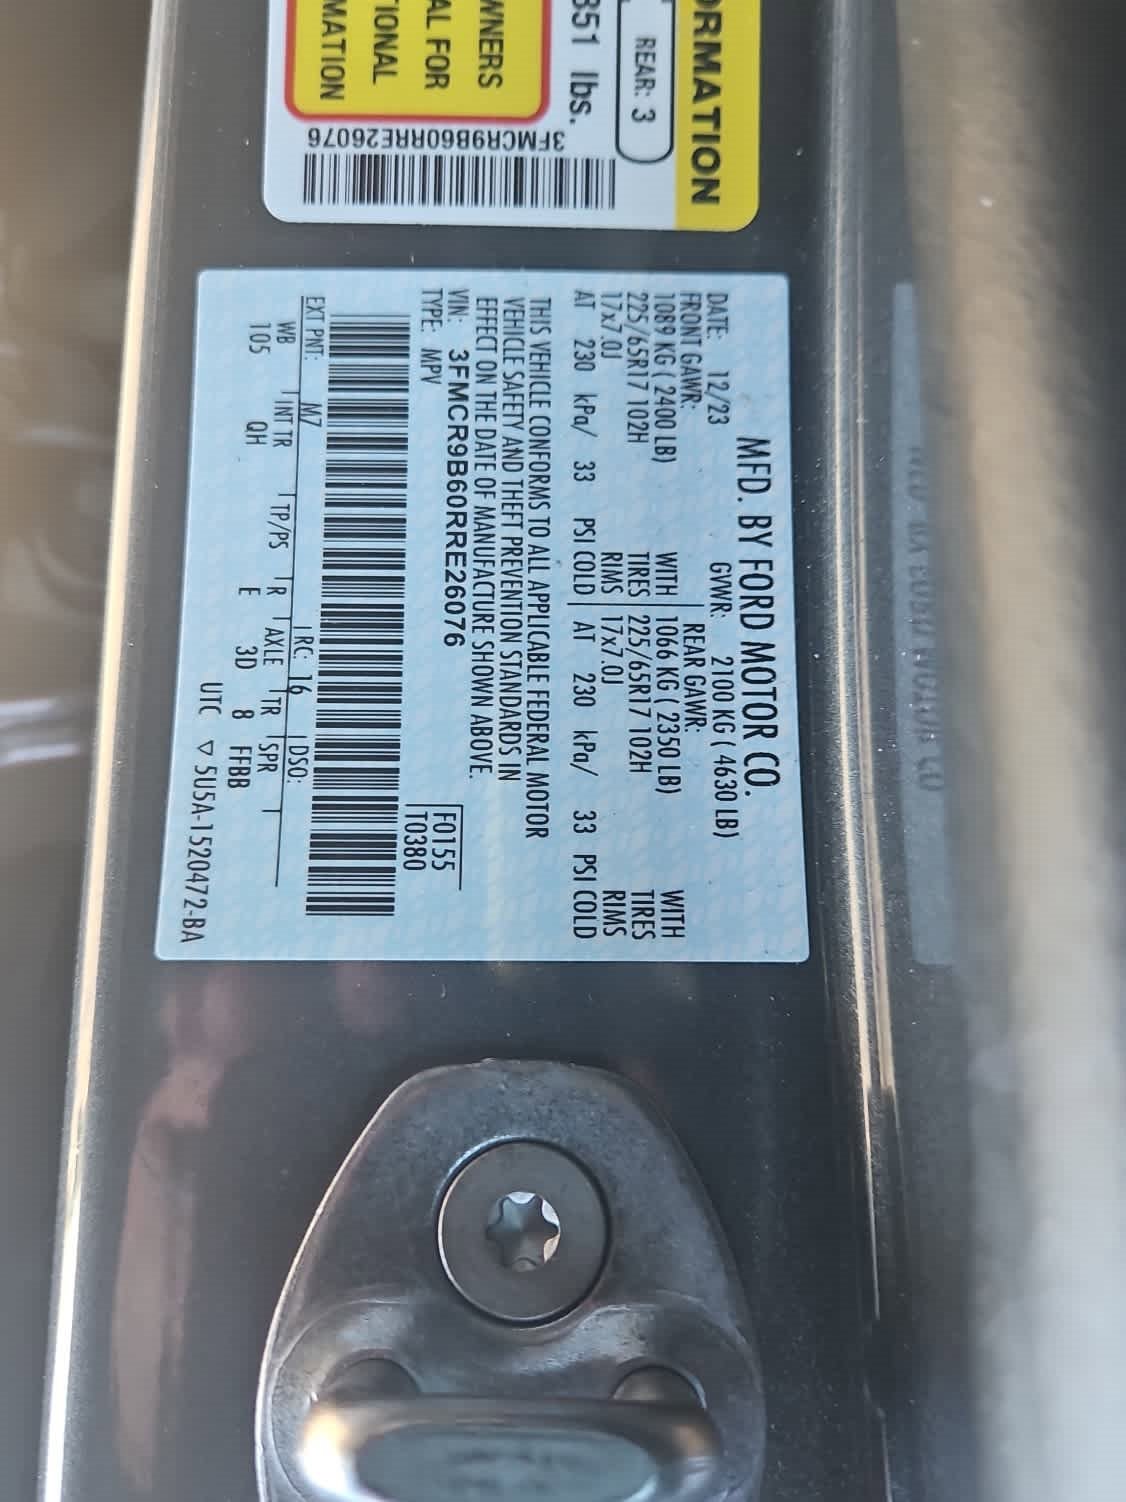 ORMATION
REAR: 3
851 lbs.
WNERS
AL FOR
TIONAL
MATION
3FMCR9B60RRE26076
MFD. BY FORD MOTOR CO.
DATE: 12/23 GVWR: 2100 KG ( 4630 LB)
FRONT GAWR: REAR GAWR:
1089 KG ( 2400 LB) WITH 1066 KG ( 2350 LB) WITH
225/65R17 102H TIRES 225/65R17 102H TIRES
17x7.0J RIMS 17x7.0J RIMS
AT 230 kPa/ 33 PSI COLD AT 230 kPa/ 33 PSI COLD
THIS VEHICLE CONFORMS TO ALL APPLICABLE FEDERAL MOTOR
VEHICLE SAFETY AND THEFT PREVENTION STANDARDS IN
EFFECT ON THE DATE OF MANUFACTURE SHOWN ABOVE.
VIN: 3FMCR9B60RRE26076
TYPE: MPV
F0155
T0380
EXT PNT: M7 RC: 16 DSO:
WB INT TR TP/PS R AXLE TR SPR
105 QH E 3D 8 FFBB
UTC ▽ 5U5A-1520472-BA